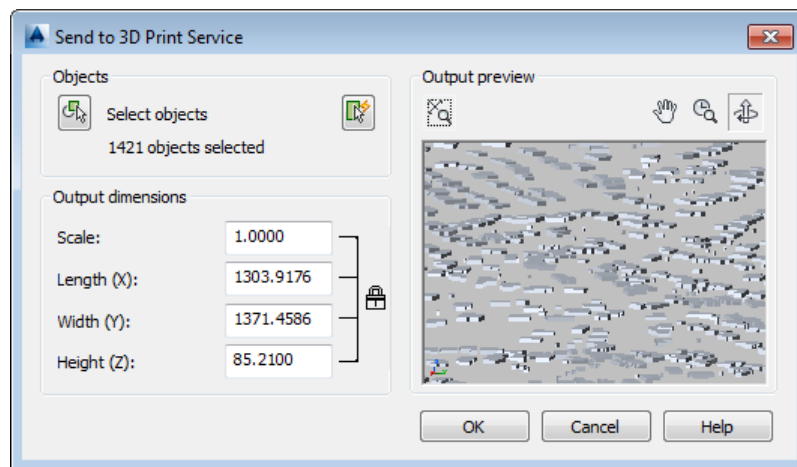 Send to 3D Print Service
Objects
Select objects
1421 objects selected
Output dimensions
Scale: 1.0000
Length (X): 1303.9176
Width (Y): 1371.4586
Height (Z): 85.2100
Output preview
OK Cancel Help